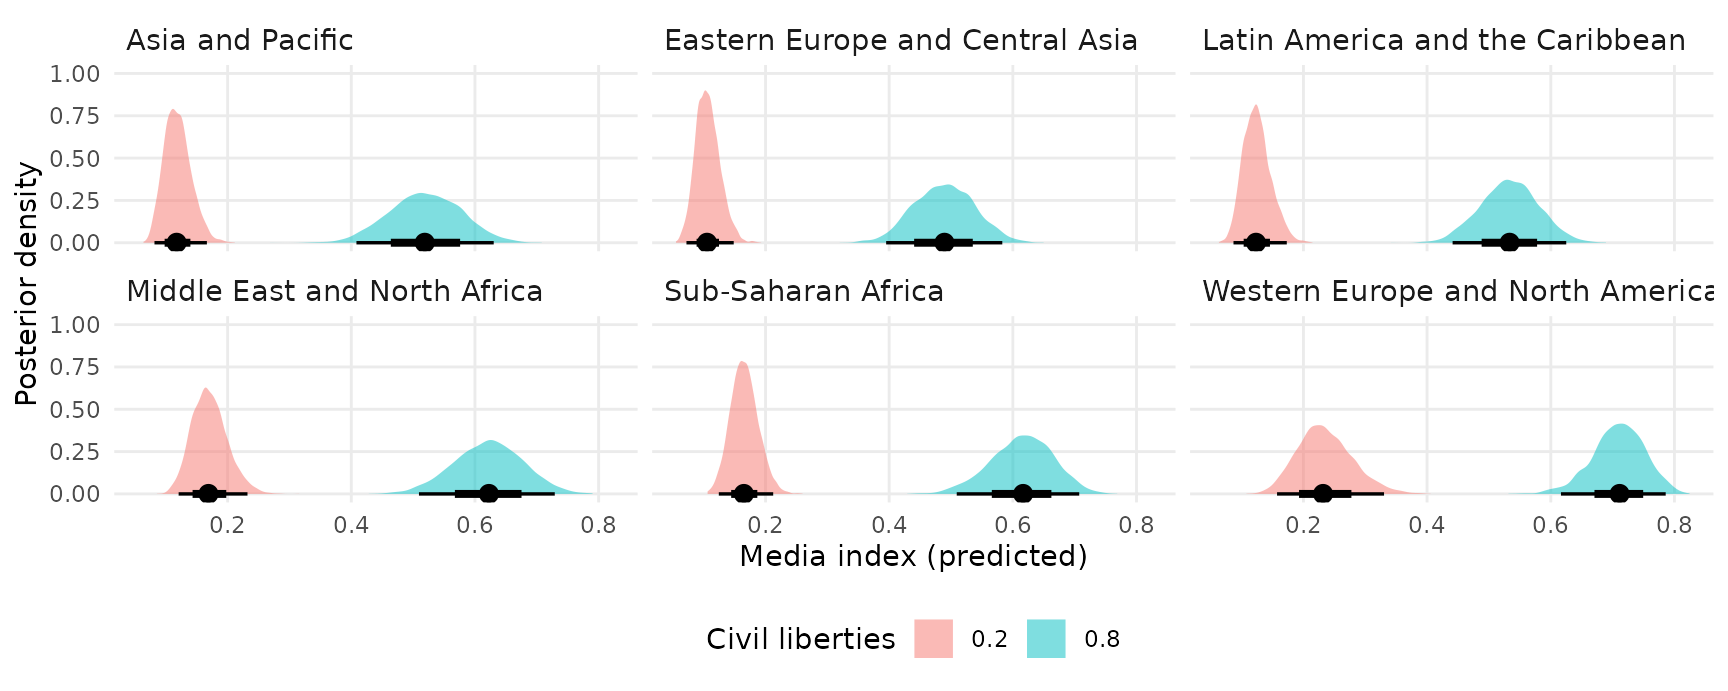 Asia and Pacific
Eastern Europe and Central Asia
Latin America and the Caribbean
1.00
0.75
0.50
0.25
0.00
Middle East and North Africa
Sub-Saharan Africa
Western Europe and North America
1.00
0.75
0.50
0.25
0.00
0.2 0.4 0.6 0.8
0.2 0.4 0.6 0.8
0.2 0.4 0.6 0.8
Posterior density
Media index (predicted)
Civil liberties 0.2 0.8